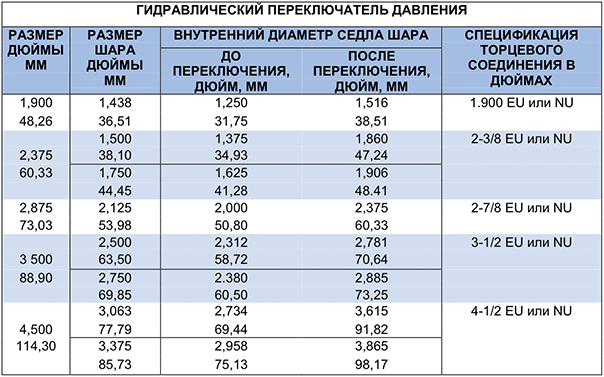 ГИДРАВЛИЧЕСКИЙ ПЕРЕКЛЮЧАТЕЛЬ ДАВЛЕНИЯ
РАЗМЕР ДЮЙМЫ ММ
РАЗМЕР ШАРА ДЮЙМЫ ММ
ВНУТРЕННИЙ ДИАМЕТР СЕДЛА ШАРА
СПЕЦИФИКАЦИЯ ТОРЦЕВОГО СОЕДИНЕНИЯ В ДЮЙМАХ
ДО ПЕРЕКЛЮЧЕНИЯ, ДЮЙМ, ММ
ПОСЛЕ ПЕРЕКЛЮЧЕНИЯ, ДЮЙМ, ММ
1,900 1,438 1,250 1,516 1.900 EU или NU
48,26 36,51 31,75 38,51
1,500 1,375 1,860 2-3/8 EU или NU
2,375 38,10 34,93 47,24
60,33 1,750 1,625 1,906
44,45 41,28 48.41
2,875 2,125 2,000 2,375 2-7/8 EU или NU
73,03 53,98 50,80 60,33
2,500 2,312 2,781 3-1/2 EU или NU
3 500 63,50 58,72 70,64
88,90 2,750 2.380 2,885
69,85 60,50 73,25
3,063 2,734 3,615 4-1/2 EU или NU
4,500 77,79 69,44 91,82
114,30 3,375 2,958 3,865
85,73 75,13 98,17